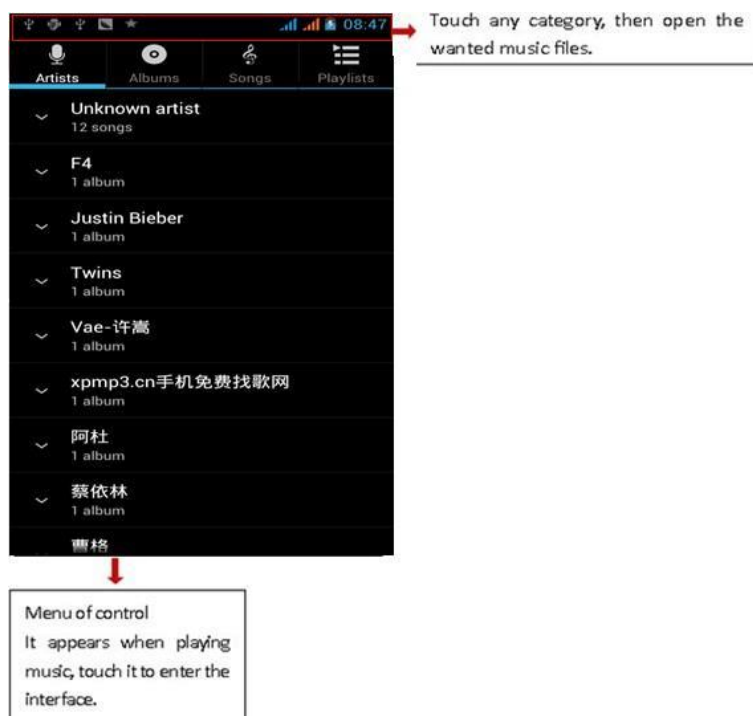 08:47
Touch any category, then open the
wanted music files.
Artists Albums Songs Playlists
Unknown artist
12 songs
F4
1 album
Justin Bieber
1 album
Twins
1 album
Vae-许嵩
1 album
xpmp3.cn手机免费找歌网
1 album
阿杜
1 album
蔡依林
1 album
曹格
Menu of control
It appears when playing
music, touch it to enter the
interface.